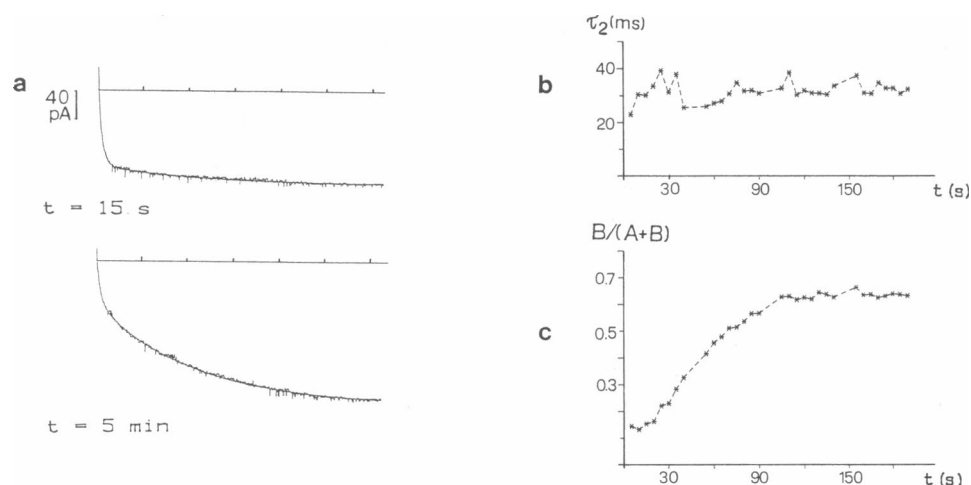 a
40
pA
t = 15 s
t = 5 min
b
τ2(ms)
40
20
30
90
150
t (s)
c
B/(A+B)
0.7
0.5
0.3
30
90
150
t (s)